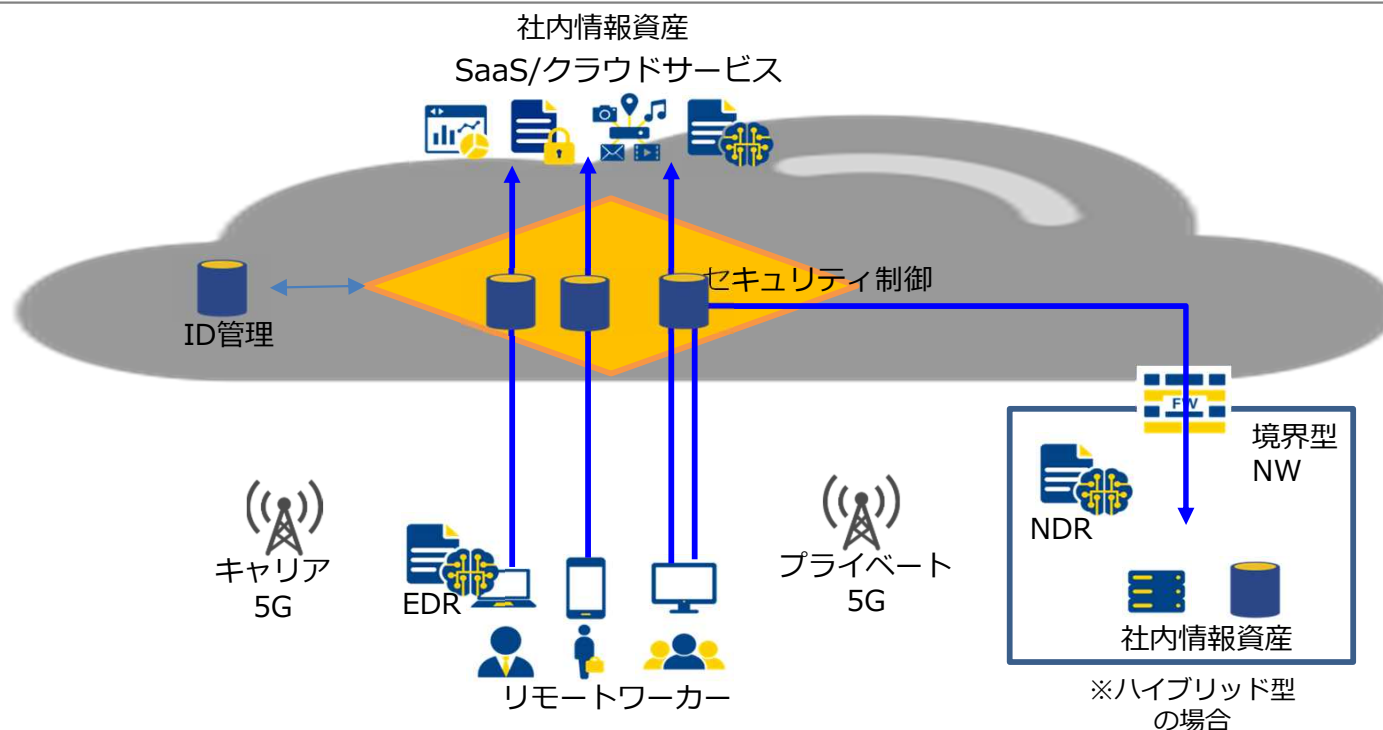 社内情報資産
SaaS/クラウドサービス
セキュリティ制御
ID管理
FW
境界型
NW
NDR
キャリア
5G
EDR
プライベート
5G
社内情報資産
リモートワーカー
※ハイブリッド型
の場合